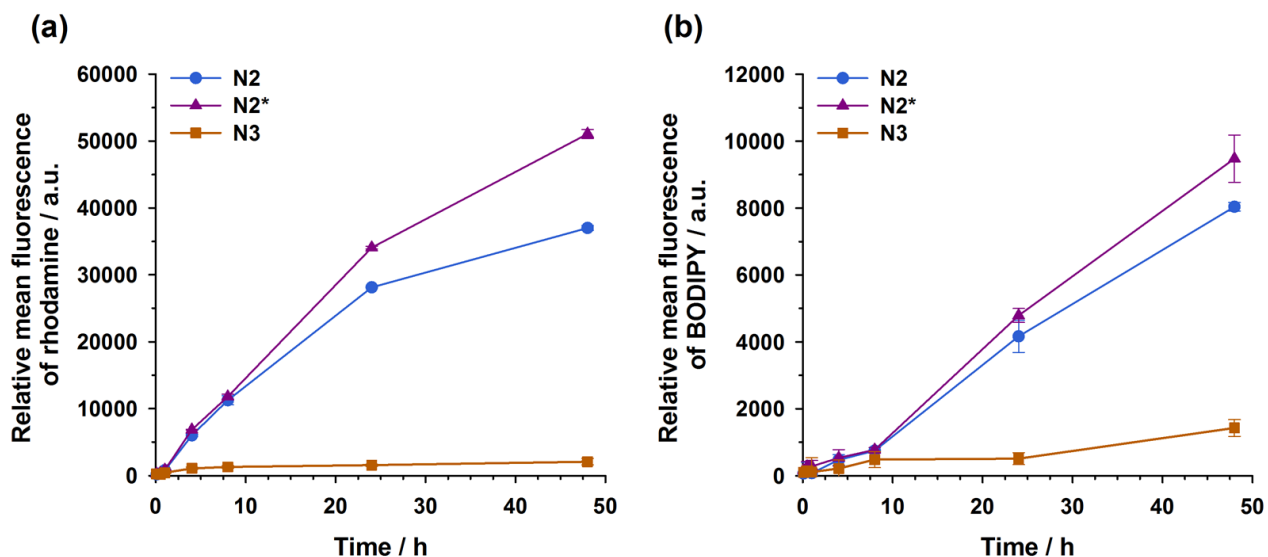 (a)
Relative mean fluorescence
of rhodamine / a.u.
60000
50000
40000
30000
20000
10000
0
N2
N2*
N3
0 10 20 30 40 50
Time / h
(b)
Relative mean fluorescence
of BODIPY / a.u.
12000
10000
8000
6000
4000
2000
0
N2
N2*
N3
0 10 20 30 40 50
Time / h